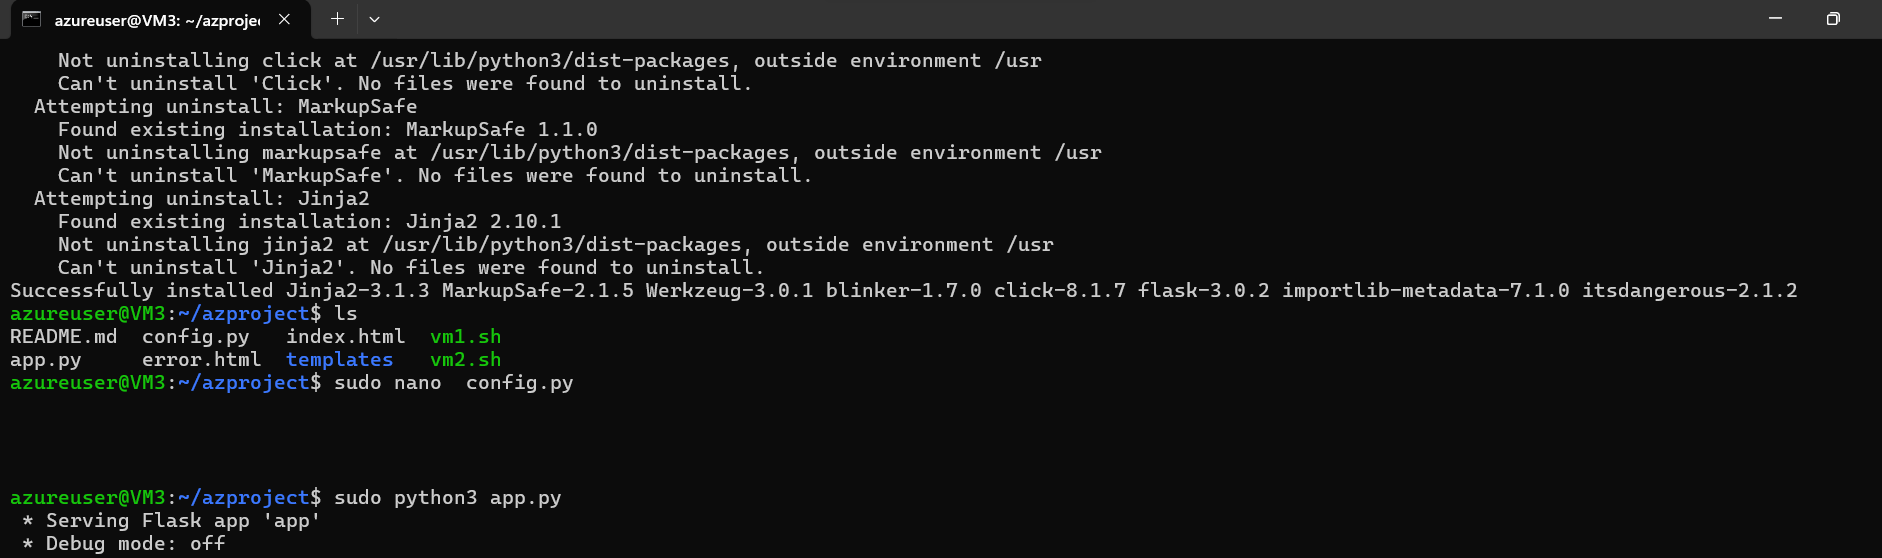 azureuser@VM3: ~/azproje
Not uninstalling click at /usr/lib/python3/dist-packages, outside environment /usr
Can't uninstall 'Click'. No files were found to uninstall.
Attempting uninstall: MarkupSafe
Found existing installation: MarkupSafe 1.1.0
Not uninstalling markupsafe at /usr/lib/python3/dist-packages, outside environment /usr
Can't uninstall 'MarkupSafe'. No files were found to uninstall.
Attempting uninstall: Jinja2
Found existing installation: Jinja2 2.10.1
Not uninstalling jinja2 at /usr/lib/python3/dist-packages, outside environment /usr
Can't uninstall 'Jinja2'. No files were found to uninstall.
Successfully installed Jinja2-3.1.3 MarkupSafe-2.1.5 Werkzeug-3.0.1 blinker-1.7.0 click-8.1.7 flask-3.0.2 importlib-metadata-7.1.0 itsdangerous-2.1.2
azureuser@VM3:~/azproject$ ls
README.md  config.py   index.html  vm1.sh
app.py     error.html  templates   vm2.sh
azureuser@VM3:~/azproject$ sudo nano  config.py
azureuser@VM3:~/azproject$ sudo python3 app.py
 * Serving Flask app 'app'
 * Debug mode: off